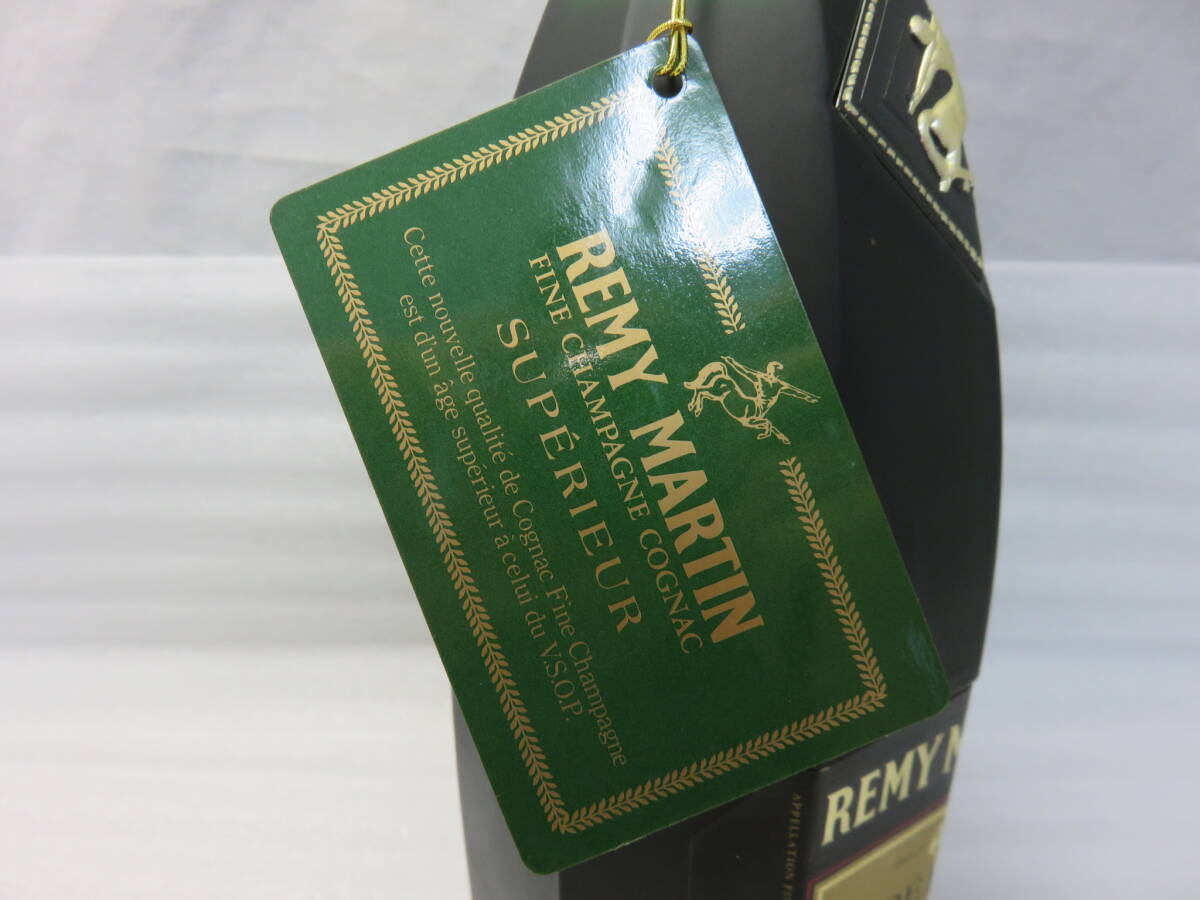 REMY MARTIN
FINE CHAMPAGNE COGNAC
SUPÉRIEUR
Cette nouvelle qualité de Cognac Fine Champagne
est d'un âge supérieur à celui du V.S.O.P.
REMY M
APPELLATION